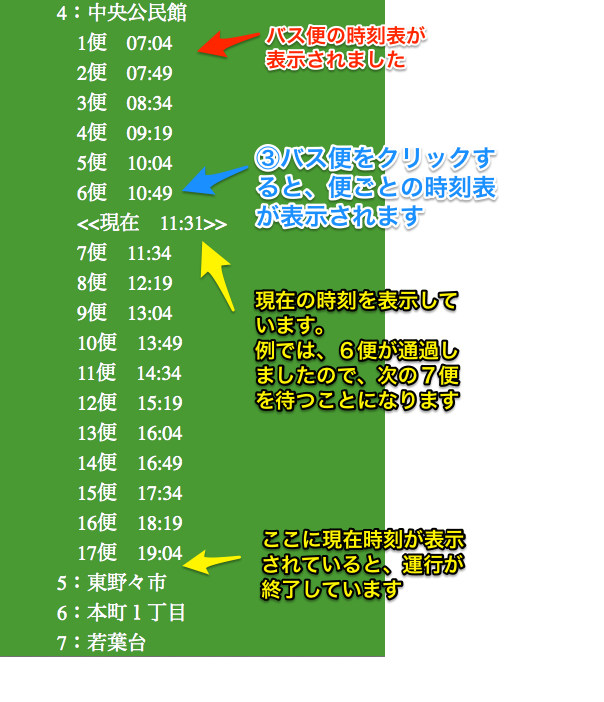 4：中央公民館
1便　07:04
バス便の時刻表が
表示されました
2便　07:49
3便　08:34
4便　09:19
5便　10:04
6便　10:49
③バス便をクリックす
ると、便ごとの時刻表
が表示されます
<<現在　11:31>>
7便　11:34
8便　12:19
9便　13:04
現在の時刻を表示して
います。
例では、６便が通過し
ましたので、次の７便
を待つことになります
10便　13:49
11便　14:34
12便　15:19
13便　16:04
14便　16:49
15便　17:34
16便　18:19
17便　19:04
ここに現在時刻が表示
されていると、運行が
終了しています
5：東野々市
6：本町１丁目
7：若葉台